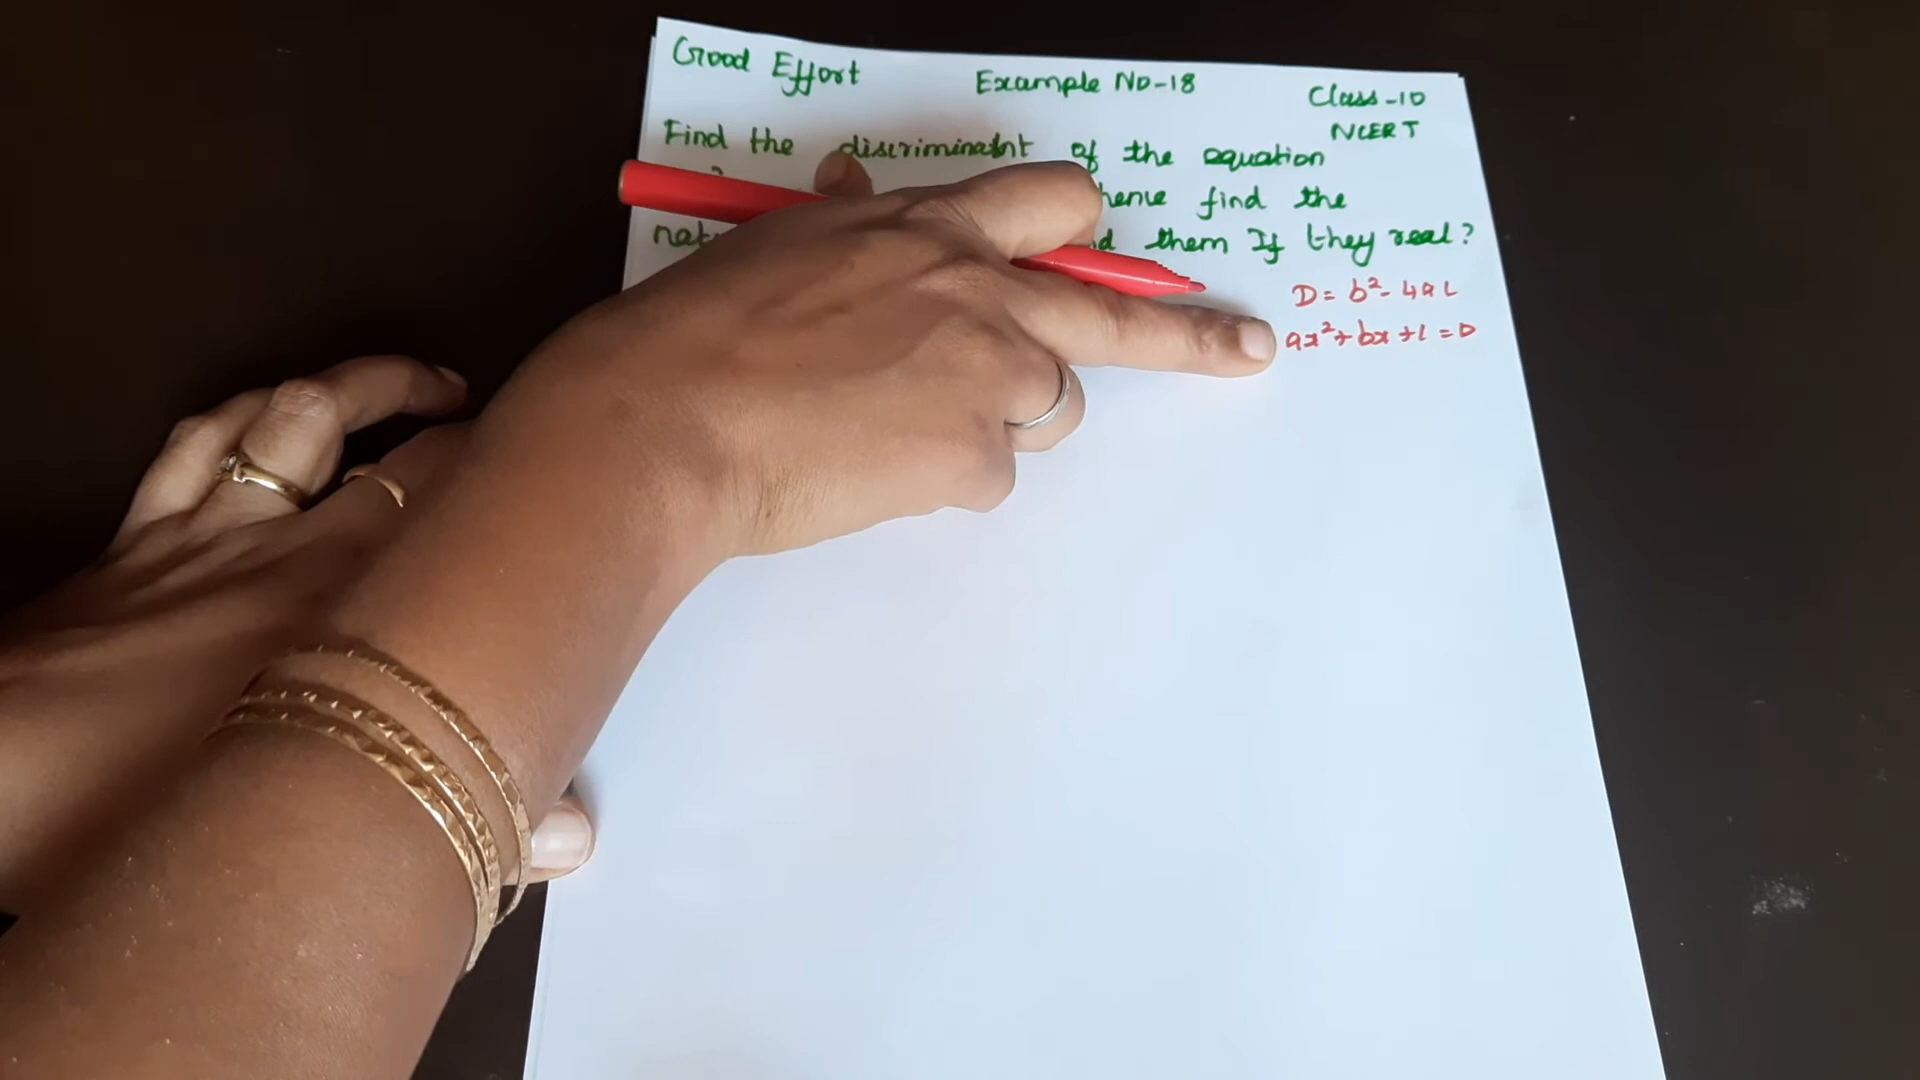 Good Effort Example No-18 Class-10
NCERT
Find the discriminant of the equation
hence find the
them If they real?
D = b² - 4ac
ax² + bx + c = 0